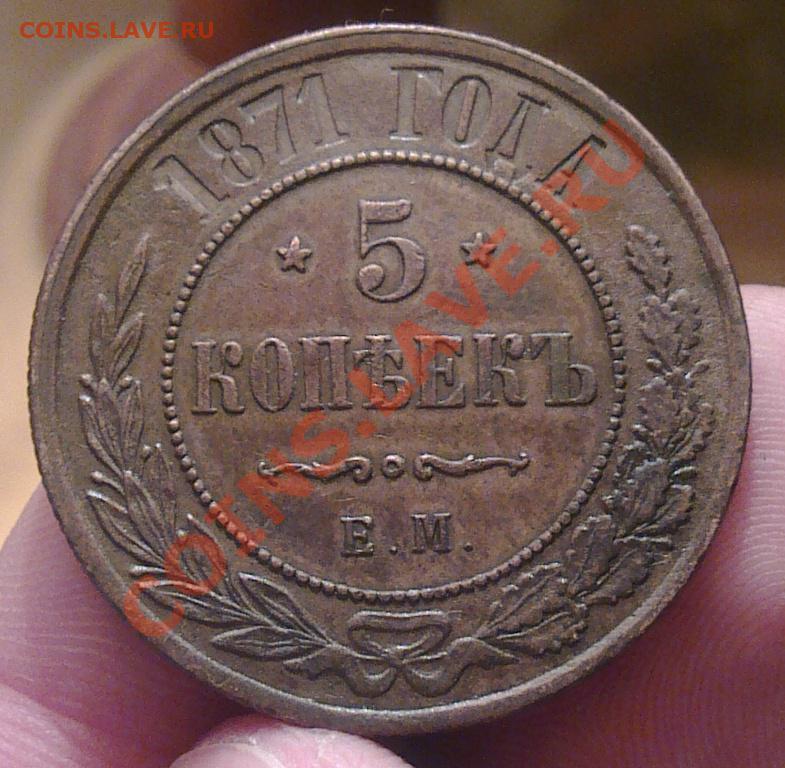 COINS.LAVE.RU
1871 ГОДА
5
КОПѢЕКЪ
Е.М.
COINS.LAVE.RU